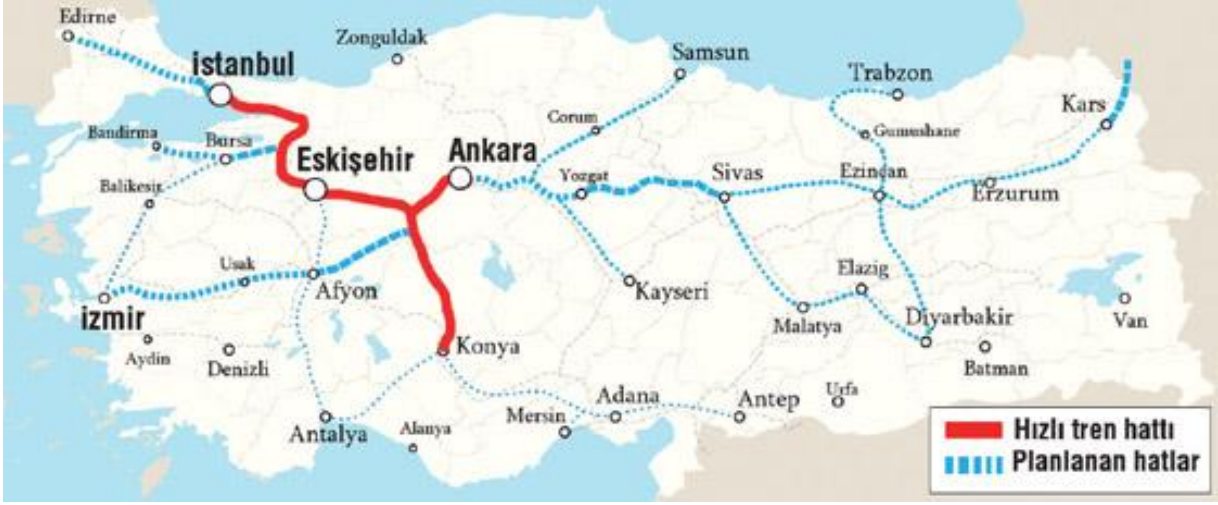 Edirne
Zonguldak
istanbul
Samsun
Trabzon
Kars
Corum
Gumushane
Bandirma
Bursa
Eskişehir
Ankara
Yozgat
Sivas
Ezincan
Erzurum
Balikesir
Usak
Afyon
Kayseri
Elazig
izmir
Malatya
Diyarbakir
Van
Aydin
Denizli
Konya
Batman
Antalya
Alanya
Mersin
Adana
Antep
Urfa
Hızlı tren hattı
Planlanan hatlar